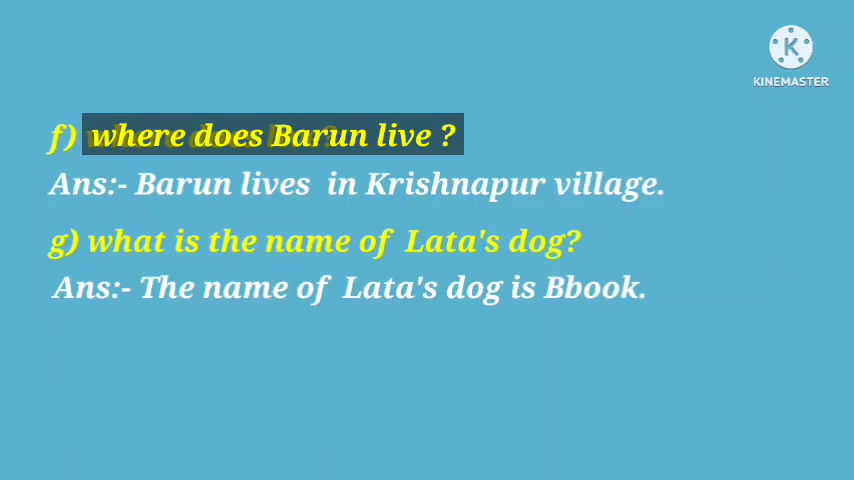 KINEMASTER
f) where does Barun live ?
Ans:- Barun lives in Krishnapur village.
g) what is the name of Lata's dog?
Ans:- The name of Lata's dog is Bbook.